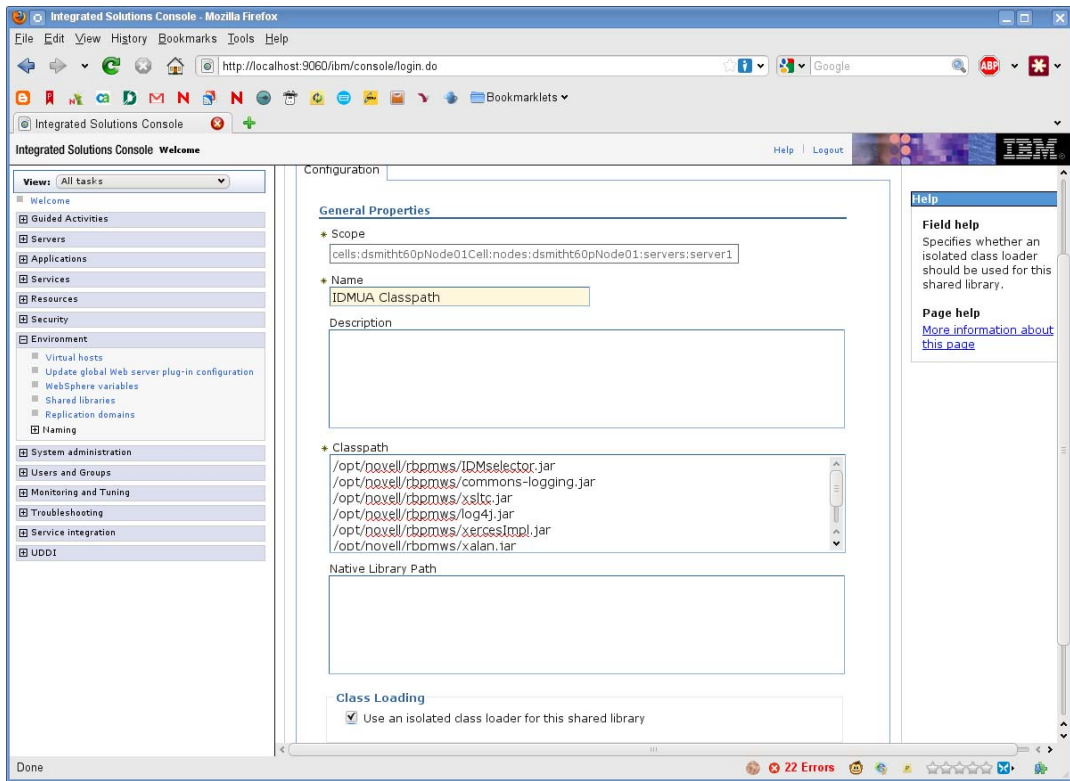 Integrated Solutions Console - Mozilla Firefox
File Edit View History Bookmarks Tools Help
http://localhost:9060/ibm/console/login.do
Google
ABP
Bookmarklets
Integrated Solutions Console
Integrated Solutions Console Welcome
Help Logout
IBM
View: All tasks
Welcome
Guided Activities
Servers
Applications
Services
Resources
Security
Environment
Virtual hosts
Update global Web server plug-in configuration
WebSphere variables
Shared libraries
Replication domains
Naming
System administration
Users and Groups
Monitoring and Tuning
Troubleshooting
Service integration
UDDI
Configuration
General Properties
* Scope
cells:dsmitht60pNode01Cell:nodes:dsmitht60pNode01:servers:server1
* Name
IDMUA Classpath
Description
* Classpath
/opt/novell/rbpmws/IDMselector.jar
/opt/novell/rbpmws/commons-logging.jar
/opt/novell/rbpmws/xsltc.jar
/opt/novell/rbpmws/log4j.jar
/opt/novell/rbpmws/xercesImpl.jar
/opt/novell/rbpmws/xalan.jar
Native Library Path
Class Loading
Use an isolated class loader for this shared library
Help
Field help
Specifies whether an
isolated class loader
should be used for this
shared library.
Page help
More information about
this page
Done
22 Errors